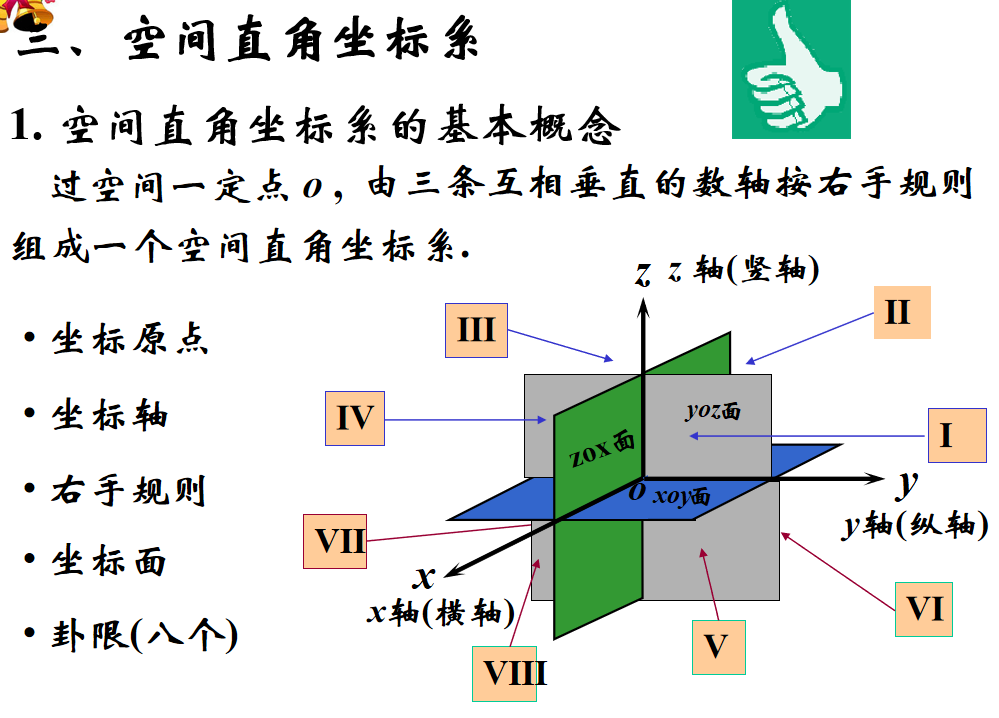 三、空间直角坐标系
1. 空间直角坐标系的基本概念
过空间一定点 o ,由三条互相垂直的数轴按右手规则
组成一个空间直角坐标系.
• 坐标原点
• 坐标轴
• 右手规则
• 坐标面
• 卦限(八个)
z z 轴(竖轴)
III
II
IV
yoz面
I
zox面
o xoy面
y
y轴(纵轴)
VII
x
x轴(横轴)
VI
V
VIII